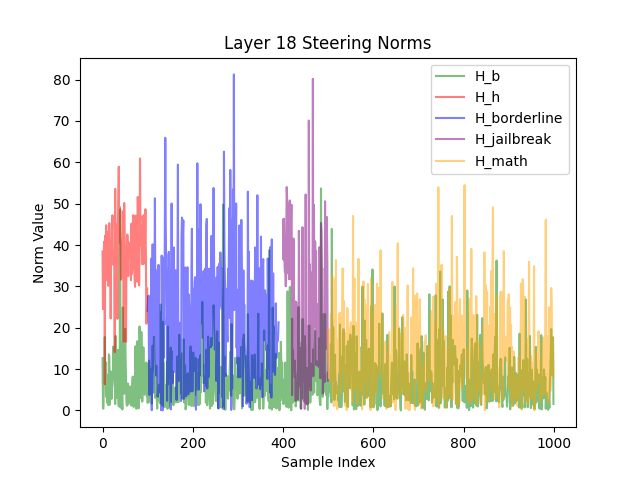 Layer 18 Steering Norms
H_b
H_h
H_borderline
H_jailbreak
H_math
Norm Value
80
70
60
50
40
30
20
10
0
0 200 400 600 800 1000
Sample Index